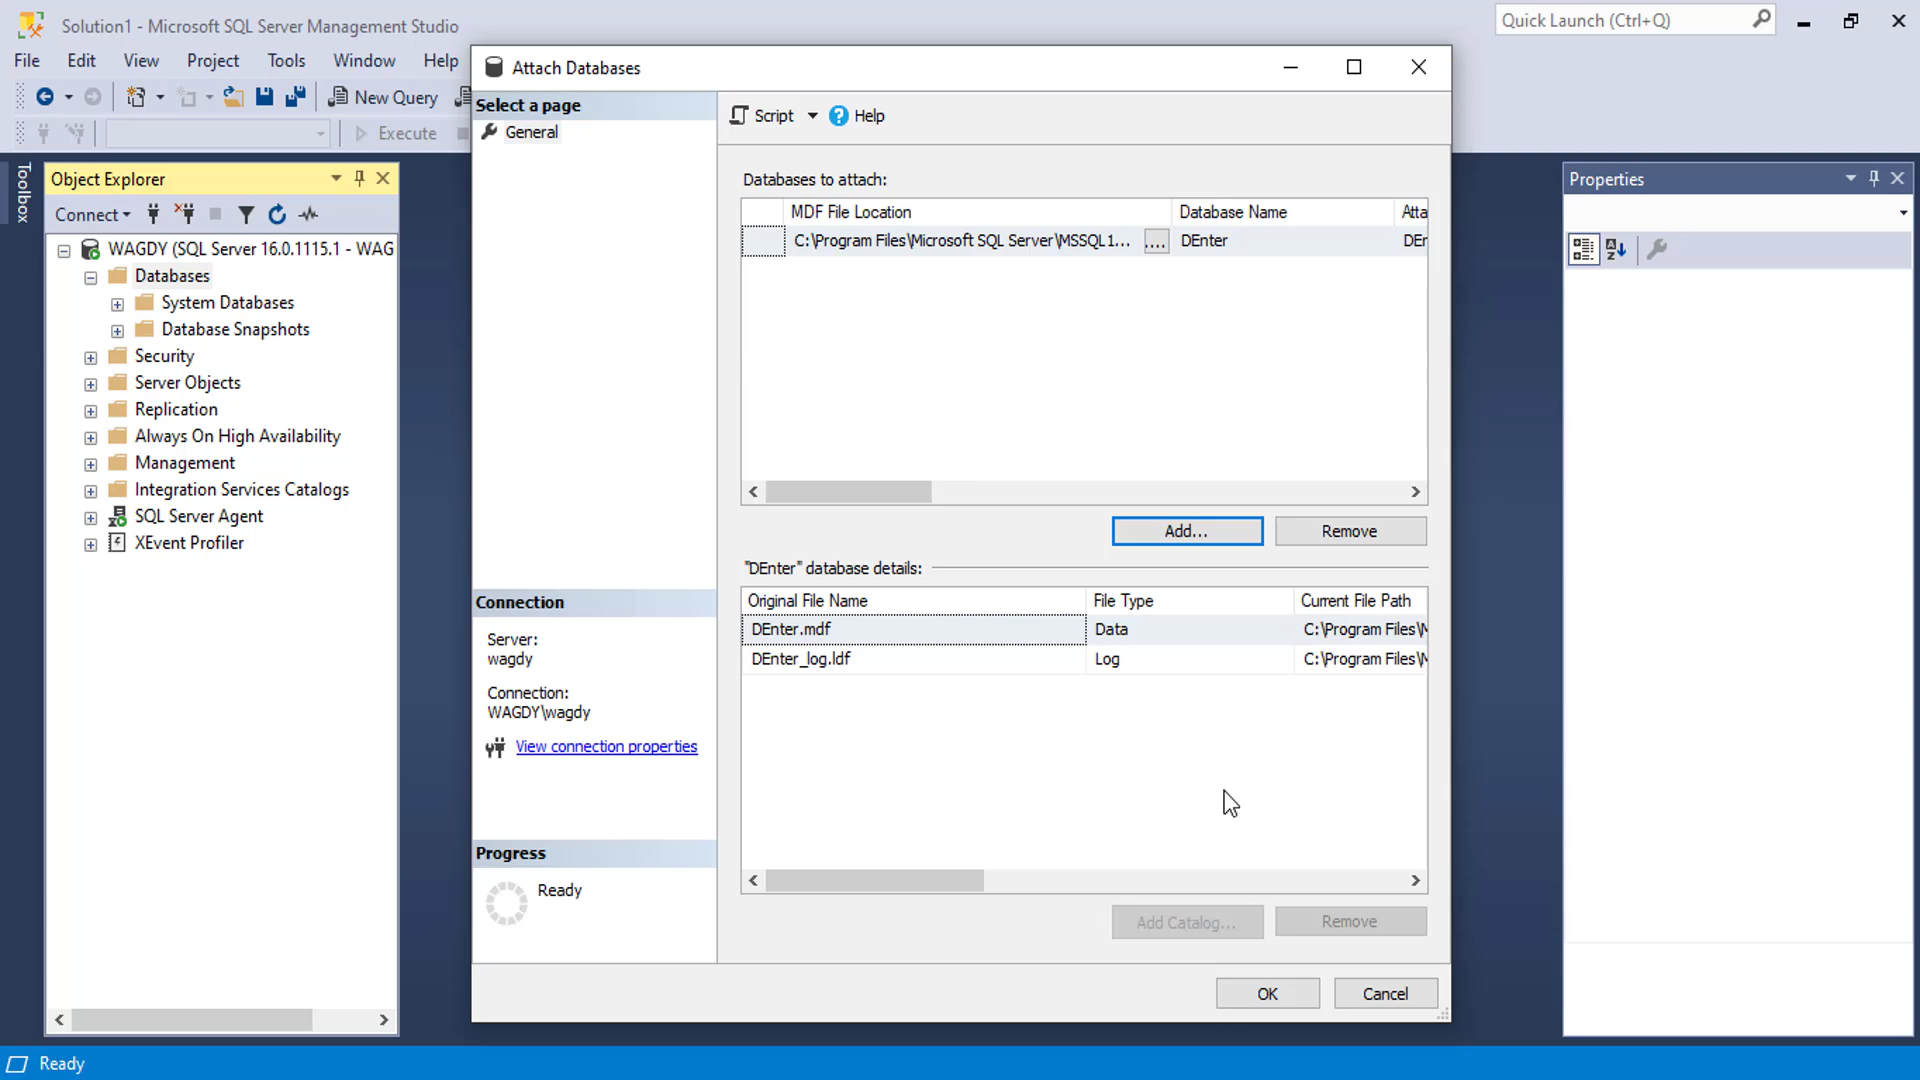 Solution1 - Microsoft SQL Server Management Studio
Quick Launch (Ctrl+Q)
File Edit View Project Tools Window Help
New Query
Execute
Toolbox
Object Explorer
Connect
WAGDY (SQL Server 16.0.1115.1 - WAG
Databases
System Databases
Database Snapshots
Security
Server Objects
Replication
Always On High Availability
Management
Integration Services Catalogs
SQL Server Agent
XEvent Profiler
Attach Databases
Select a page
General
Connection
Server:
wagdy
Connection:
WAGDY\wagdy
View connection properties
Progress
Ready
Script Help
Databases to attach:
MDF File Location Database Name Atta
C:\Program Files\Microsoft SQL Server\MSSQL1... .... DEnter DEr
Add... Remove
"DEnter" database details:
Original File Name File Type Current File Path
DEnter.mdf Data C:\Program Files\M
DEnter_log.ldf Log C:\Program Files\M
Add Catalog... Remove
OK Cancel
Properties
Ready